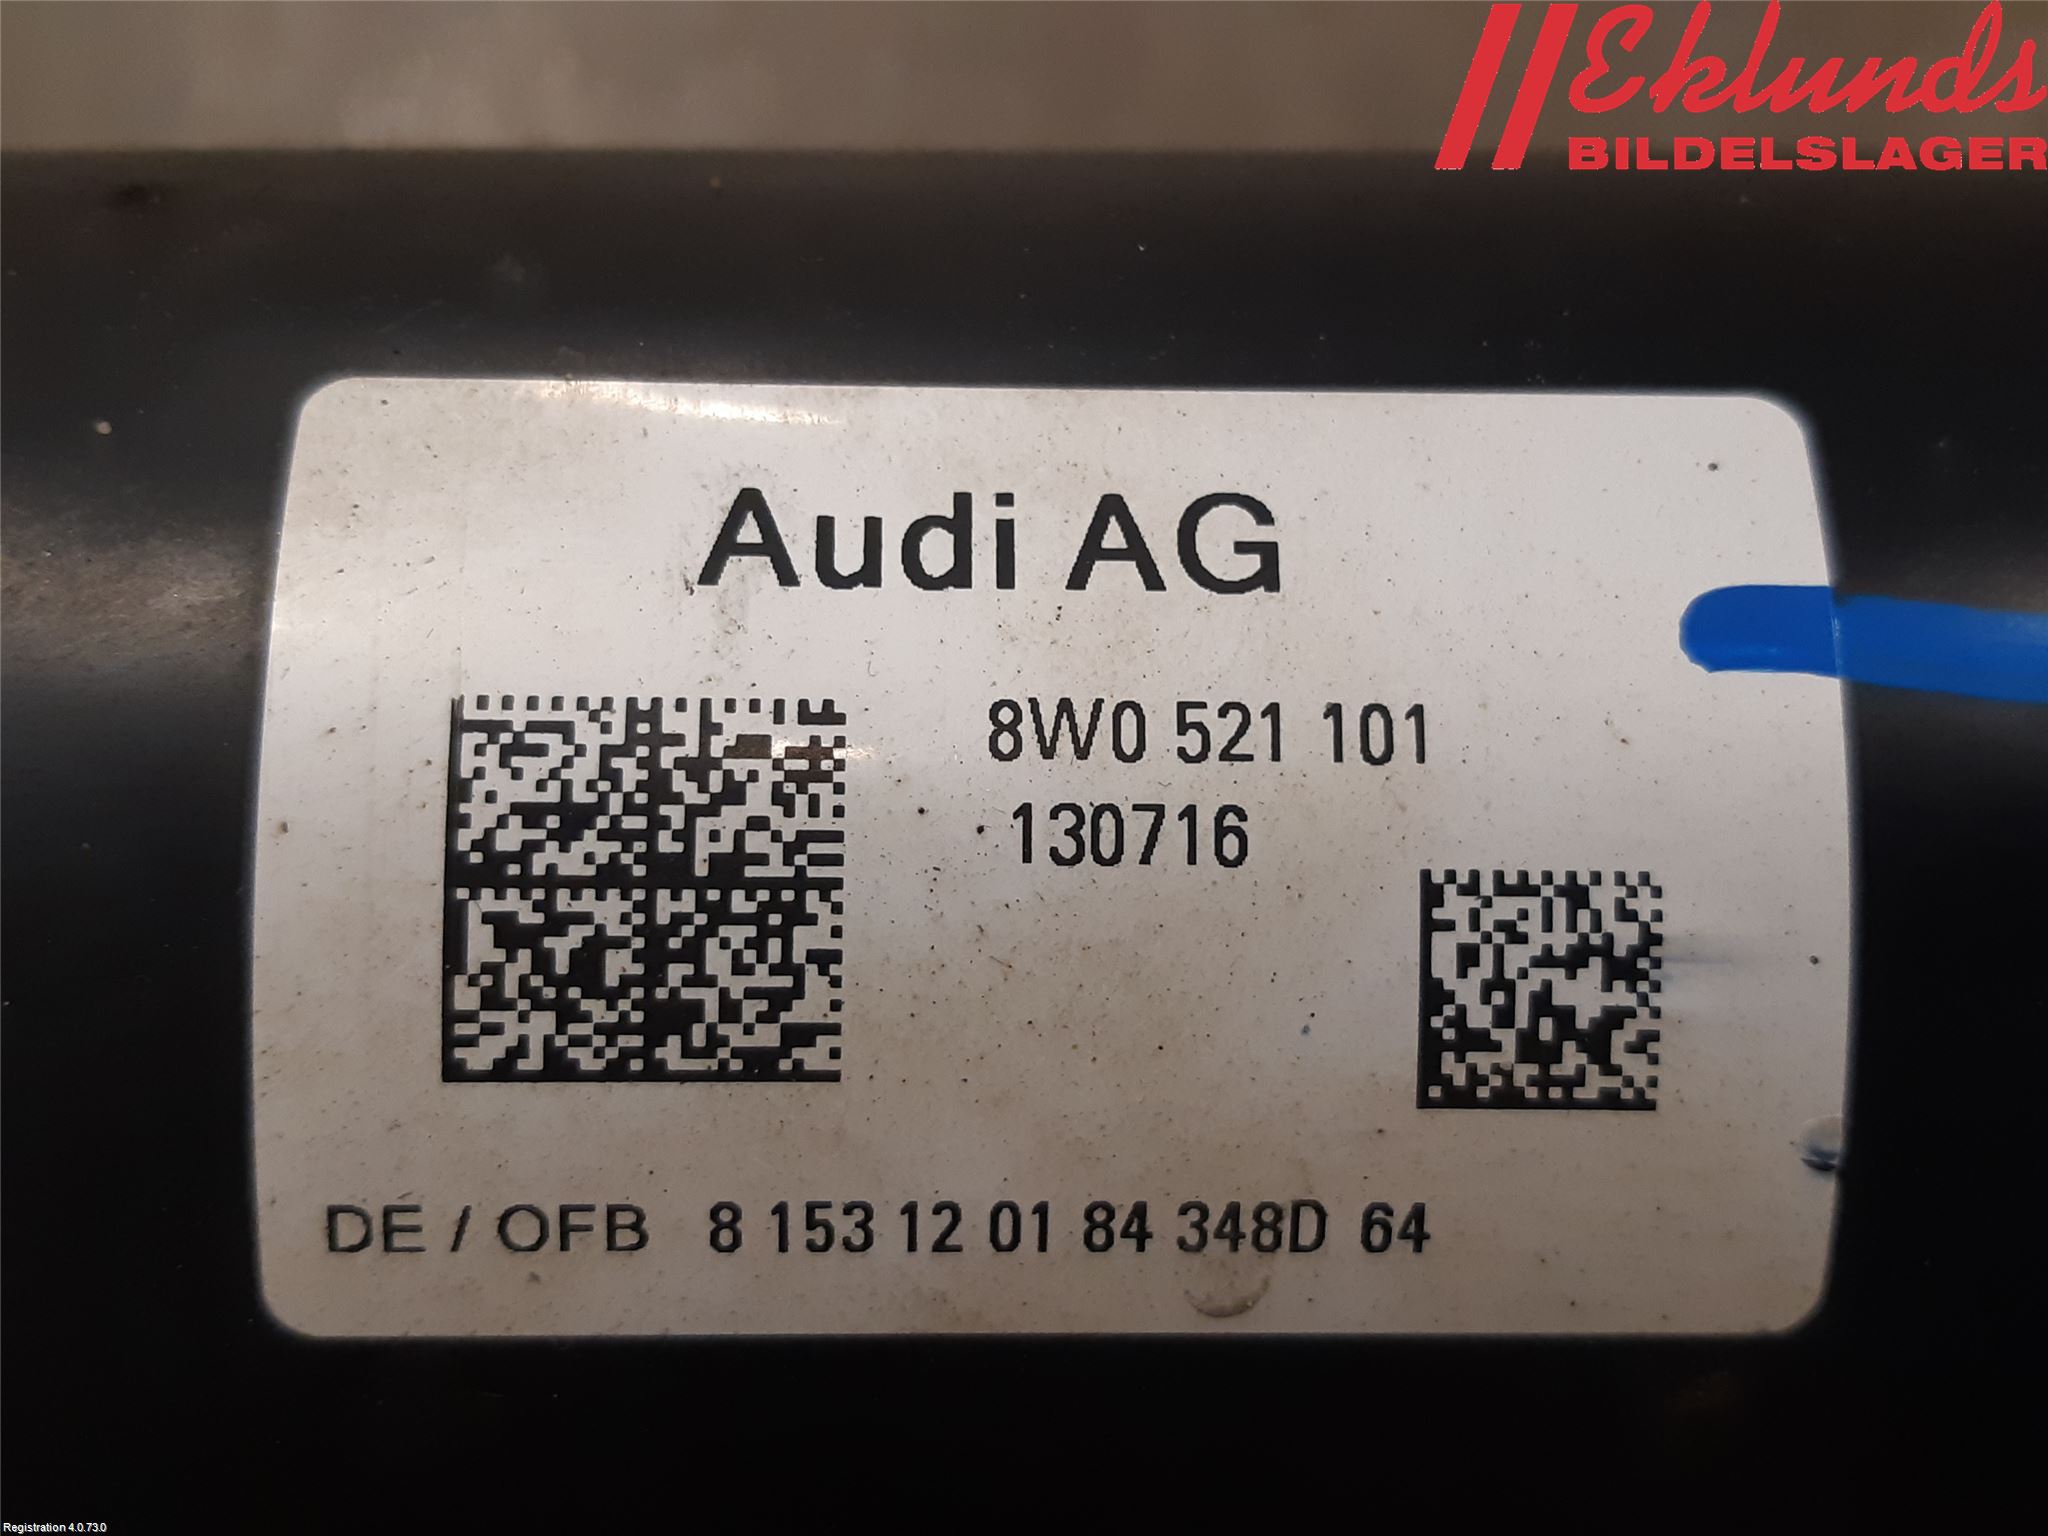 Eklunds
BILDELSLAGER
Audi AG
8W0 521 101
130716
DE / OFB 8 153 12 01 84 348D 64
Registration 4.0.73.0